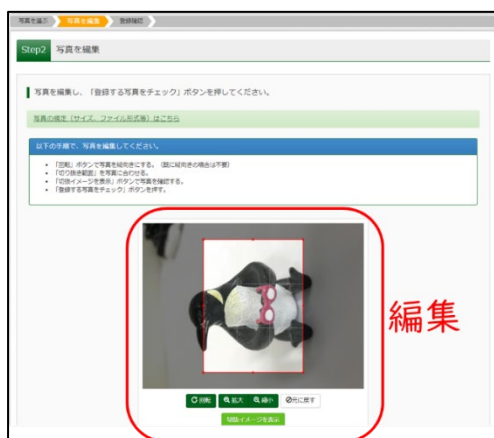 写真を選ぶ 写真を編集 登録確認
Step2 写真を編集
写真を編集し、「登録する写真をチェック」ボタンを押してください。
写真の規定（サイズ、ファイル形式等）はこちら
以下の手順で、写真を編集してください。
・「回転」ボタンで写真を縦向きにする。（既に縦向きの場合は不要）
・「切り抜き範囲」を写真に合わせる。
・「切抜イメージを表示」ボタンで写真を確認する。
・「登録する写真をチェック」ボタンを押す。
編集
回転 拡大 縮小 元に戻す
切抜イメージを表示